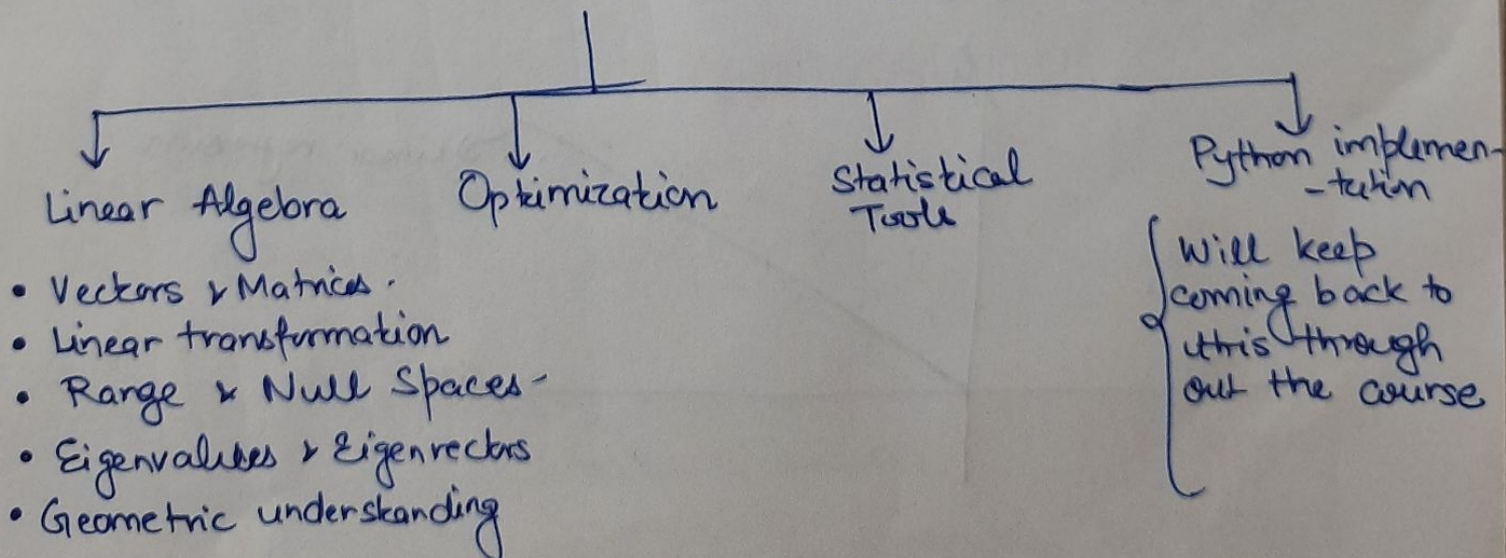 Linear Algebra
• Vectors & Matrices.
• Linear transformation
• Range & Null Spaces-
• Eigenvalues & Eigenvectors
• Geometric understanding
Optimization
Statistical
Tools
Python implemen-
-tation
Will keep
coming back to
this through
out the course